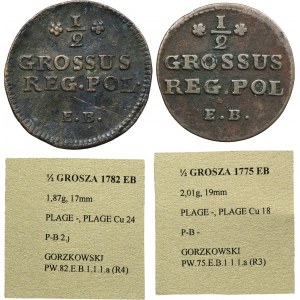 1
2
GROSSUS
REG.POL
E.B.
1
2
GROSSUS
REG.POL
E.B.
½ GROSZA 1782 EB
1,87g, 17mm
PLAGE -, PLAGE Cu 24
P-B 2.j
GORZKOWSKI
PW.82.E.B.1.1.1.a (R4)
½ GROSZA 1775 EB
2,01g, 19mm
PLAGE -, PLAGE Cu 18
P-B -
GORZKOWSKI
PW.75.E.B.1 1.1.a (R3)